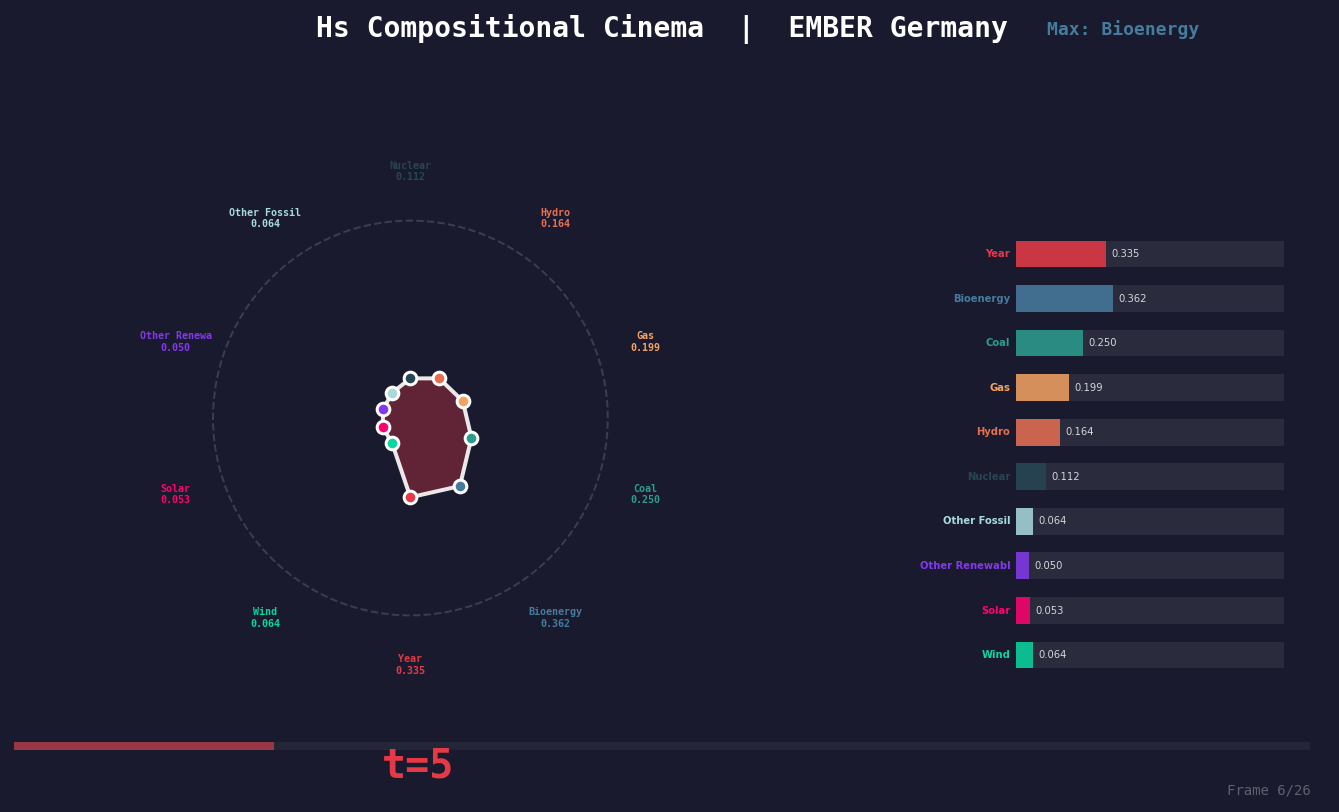 Hs Compositional Cinema | EMBER Germany
Max: Bioenergy
Nuclear
0.112
Other Fossil
0.064
Hydro
0.164
Other Renewa
0.050
Gas
0.199
Solar
0.053
Coal
0.250
Wind
0.064
Bioenergy
0.362
Year
0.335
Year 0.335
Bioenergy 0.362
Coal 0.250
Gas 0.199
Hydro 0.164
Nuclear 0.112
Other Fossil 0.064
Other Renewabl 0.050
Solar 0.053
Wind 0.064
t=5
Frame 6/26